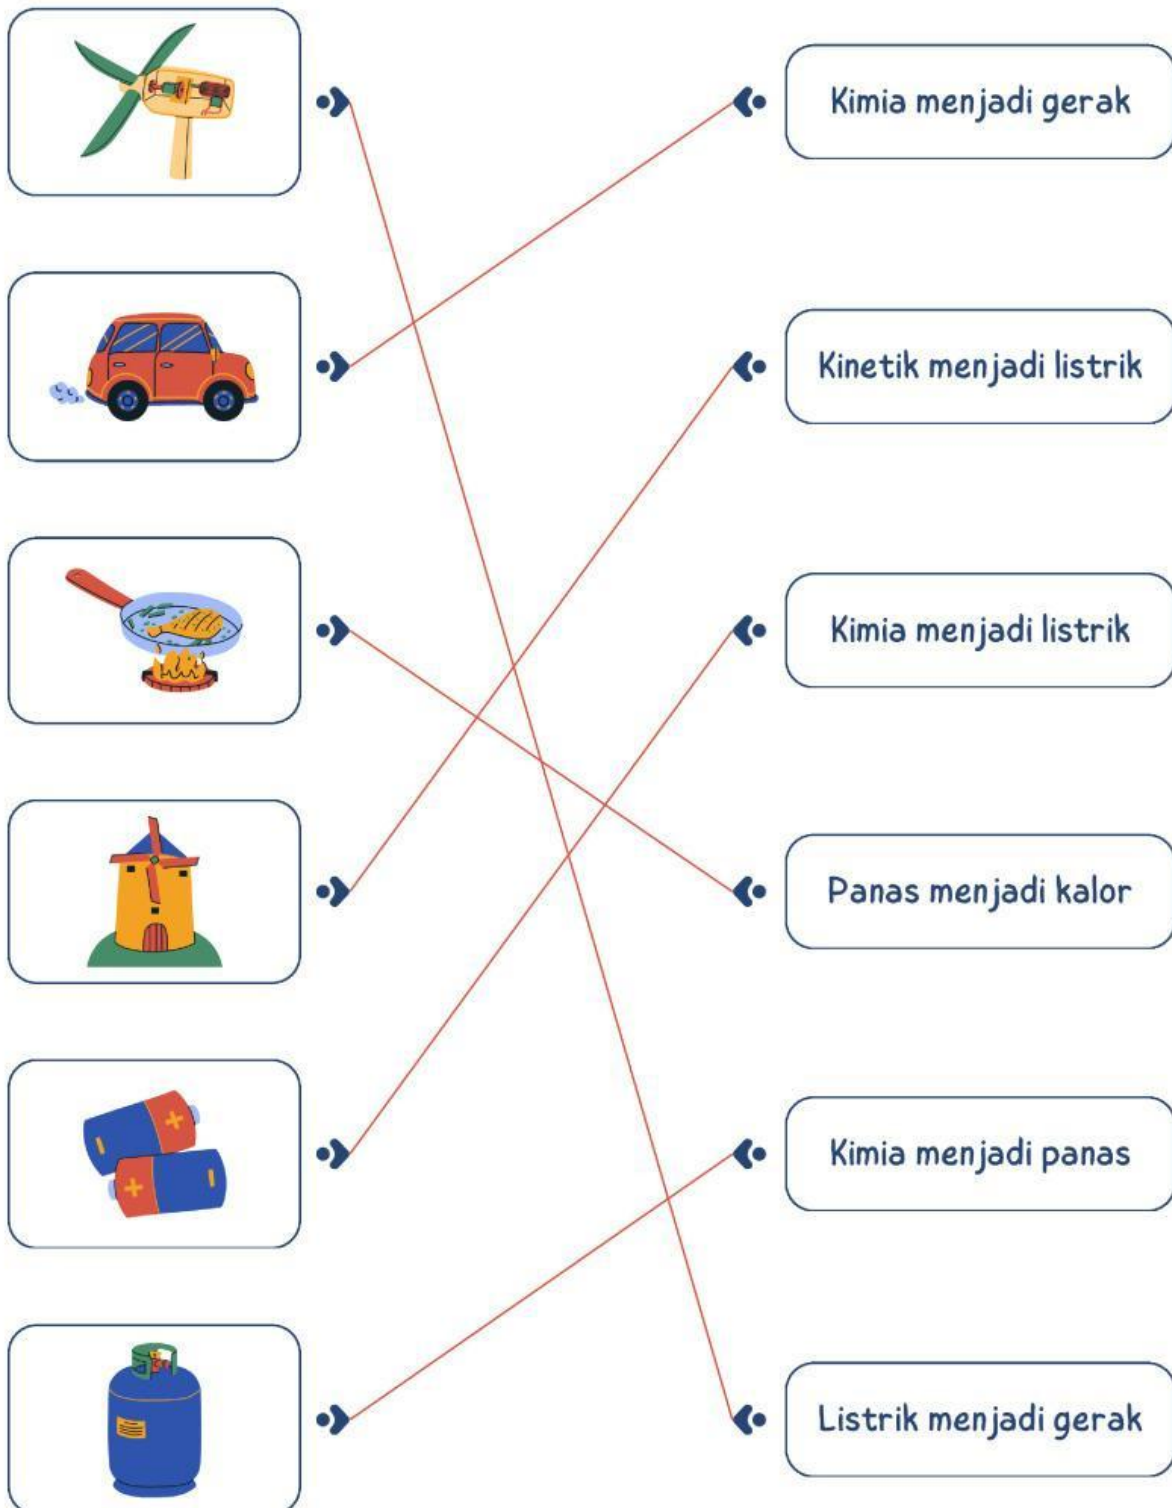 Kimia menjadi gerak
Kinetik menjadi listrik
Kimia menjadi listrik
Panas menjadi kalor
Kimia menjadi panas
Listrik menjadi gerak